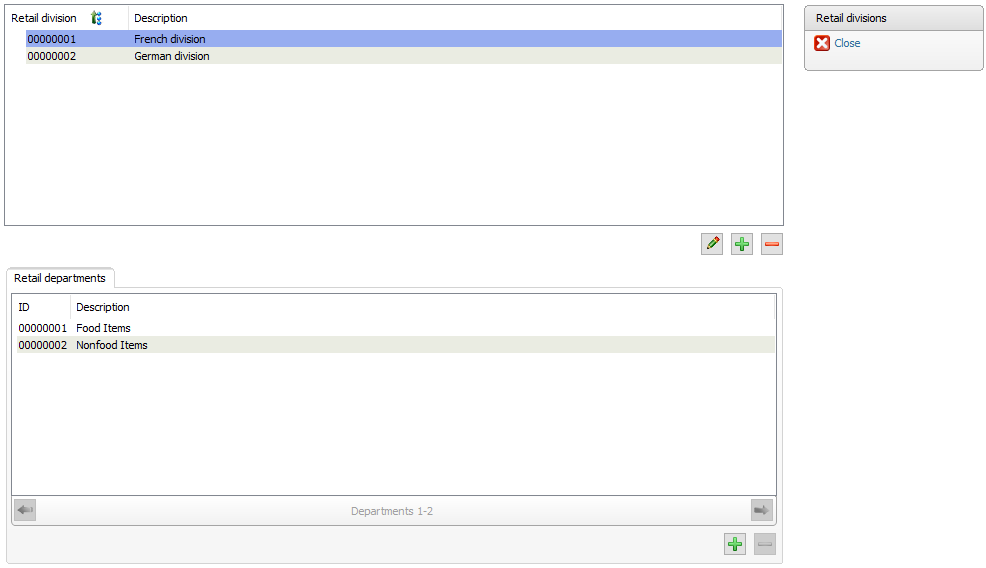 Retail division Description
00000001 French division
00000002 German division
Retail divisions
Close
Retail departments
ID Description
00000001 Food Items
00000002 Nonfood Items
Departments 1-2